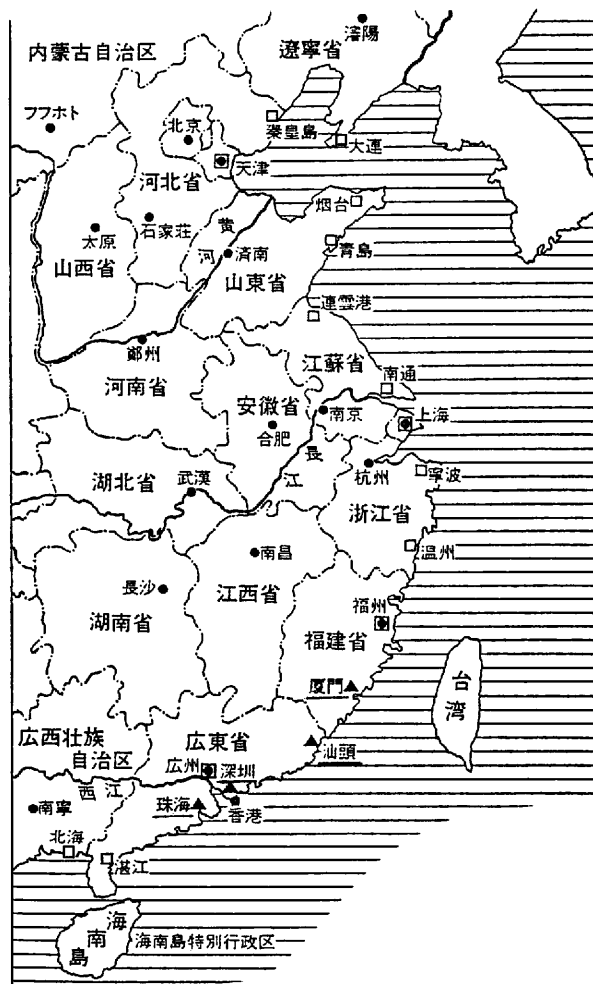 瀋陽
遼寧省
内蒙古自治区
フフホト
北京
秦皇島
大連
天津
河北省
烟台
石家荘
黄河
太原
済南
青島
山西省
山東省
連雲港
鄭州
江蘇省
河南省
南通
安徽省
南京
上海
合肥
長江
湖北省
武漢
杭州
寧波
浙江省
南昌
温州
長沙
江西省
湖南省
福州
福建省
厦門
台湾
広西壮族
自治区
広東省
汕頭
広州
深圳
西江
珠海
香港
南寧
北海
湛江
海南島
海南島特別行政区